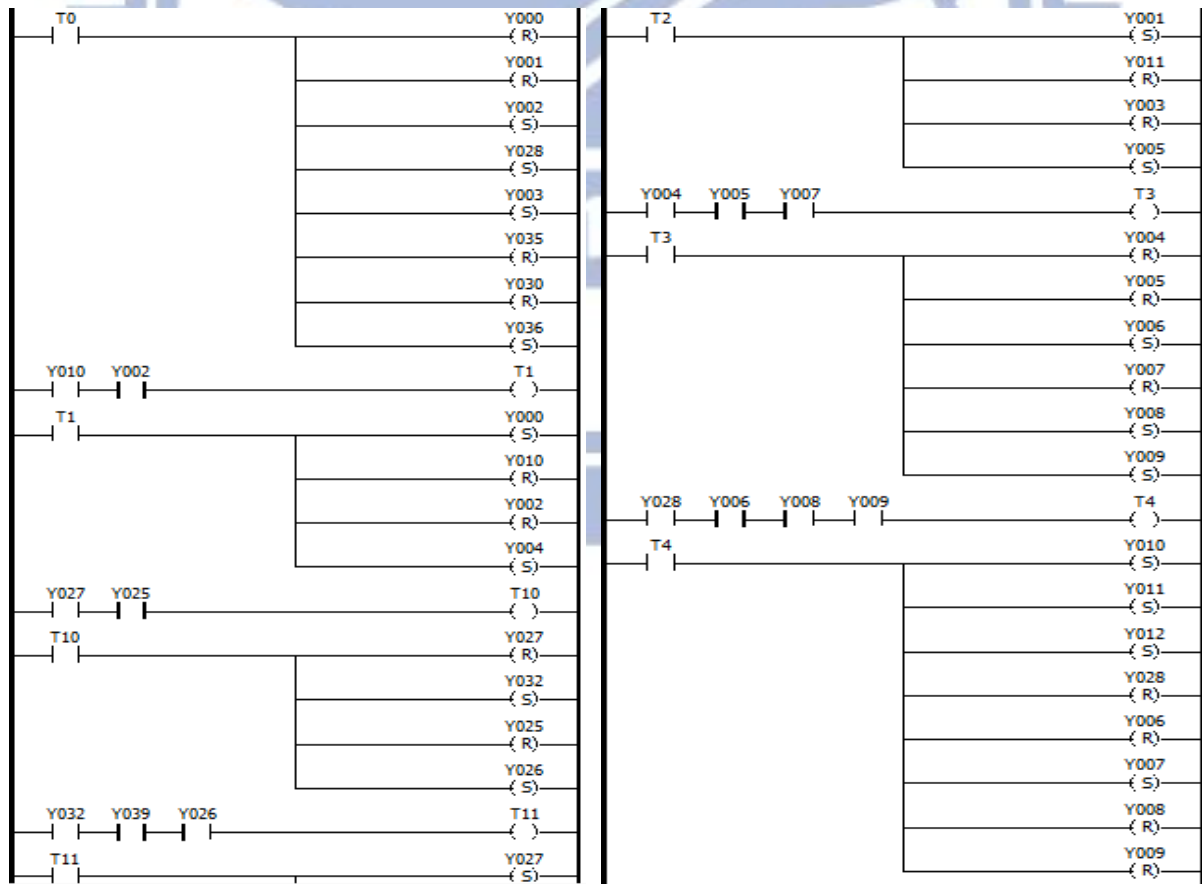 T0 Y000
( R )
Y001
( R )
Y002
( S )
Y028
( S )
Y003
( S )
Y035
( R )
Y030
( R )
Y036
( S )
Y010 Y002 T1
( )
T1 Y000
( S )
Y010
( R )
Y002
( R )
Y004
( S )
Y027 Y025 T10
( )
T10 Y027
( R )
Y032
( S )
Y025
( R )
Y026
( S )
Y032 Y039 Y026 T11
( )
T11 Y027
( S )
T2 Y001
( S )
Y011
( R )
Y003
( R )
Y005
( S )
Y004 Y005 Y007 T3
( )
T3 Y004
( R )
Y005
( R )
Y006
( S )
Y007
( R )
Y008
( S )
Y009
( S )
Y028 Y006 Y008 Y009 T4
( )
T4 Y010
( S )
Y011
( S )
Y012
( S )
Y028
( R )
Y006
( R )
Y007
( S )
Y008
( R )
Y009
( R )